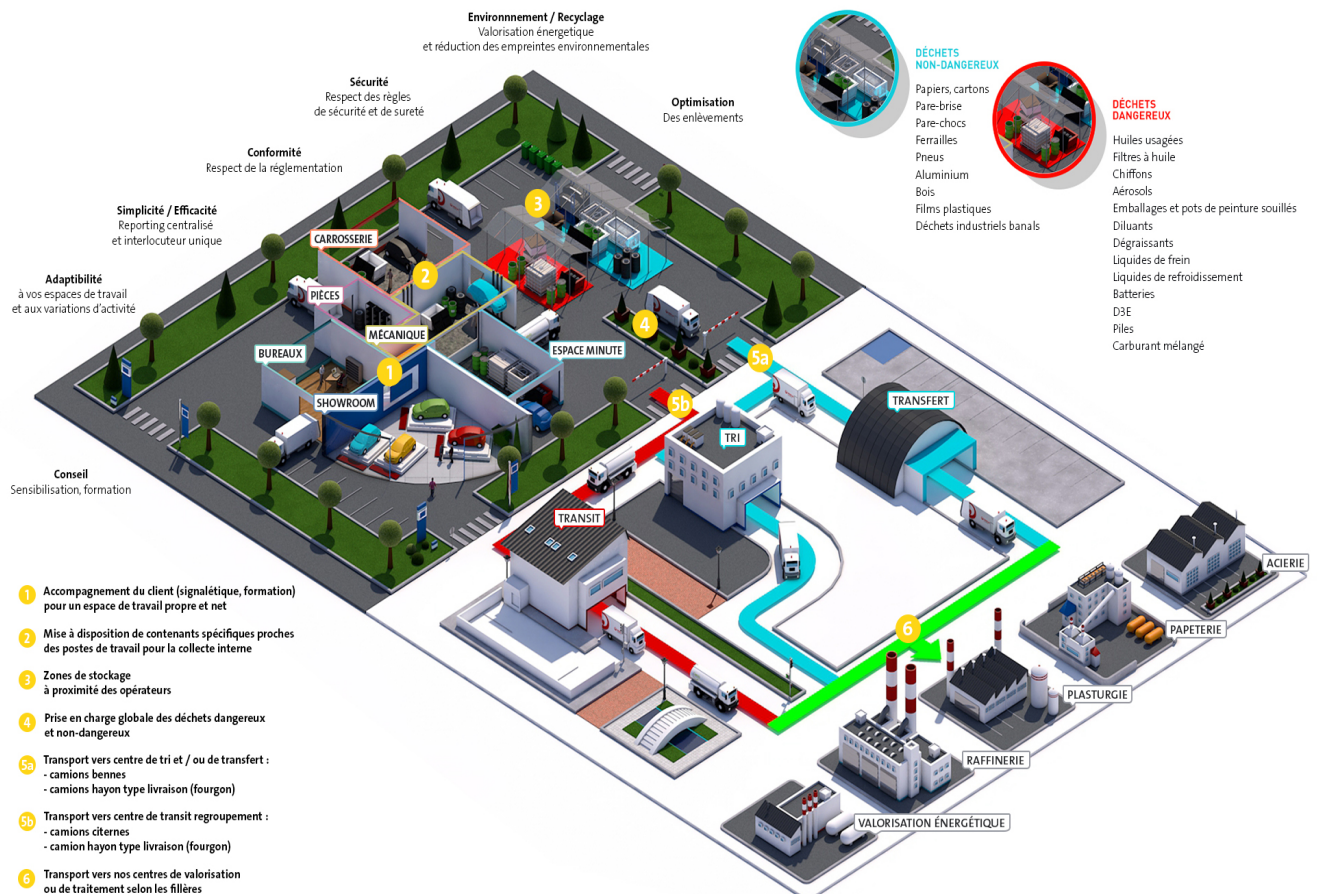 Environnnement / Recyclage
Valorisation énergetique
et réduction des empreintes environnementales
Sécurité
Respect des règles
de sécurité et de sureté
Optimisation
Des enlèvements
Conformité
Respect de la réglementation
Simplicité / Efficacité
Reporting centralisé
et interlocuteur unique
Adaptibilité
à vos espaces de travail
et aux variations d'activité
Conseil
Sensibilisation, formation
DÉCHETS
NON-DANGEREUX
Papiers, cartons
Pare-brise
Pare-chocs
Ferrailles
Pneus
Aluminium
Bois
Films plastiques
Déchets industriels banals
DÉCHETS
DANGEREUX
Huiles usagées
Filtres à huile
Chiffons
Aérosols
Emballages et pots de peinture souillés
Diluants
Dégraissants
Liquides de frein
Liquides de refroidissement
Batteries
D3E
Piles
Carburant mélangé
3
CARROSSERIE
2
PIÈCES
4
MÉCANIQUE
BUREAUX
ESPACE MINUTE
1
5a
SHOWROOM
5b
TRANSFERT
TRI
TRANSIT
ACIERIE
6
PAPETERIE
PLASTURGIE
RAFFINERIE
VALORISATION ÉNERGÉTIQUE
1 Accompagnement du client (signalétique, formation)
pour un espace de travail propre et net
2 Mise à disposition de contenants spécifiques proches
des postes de travail pour la collecte interne
3 Zones de stockage
à proximité des opérateurs
4 Prise en charge globale des déchets dangereux
et non-dangereux
5a Transport vers centre de tri et / ou de transfert :
- camions bennes
- camions hayon type livraison (fourgon)
5b Transport vers centre de transit regroupement :
- camions citernes
- camion hayon type livraison (fourgon)
6 Transport vers nos centres de valorisation
ou de traitement selon les fillères